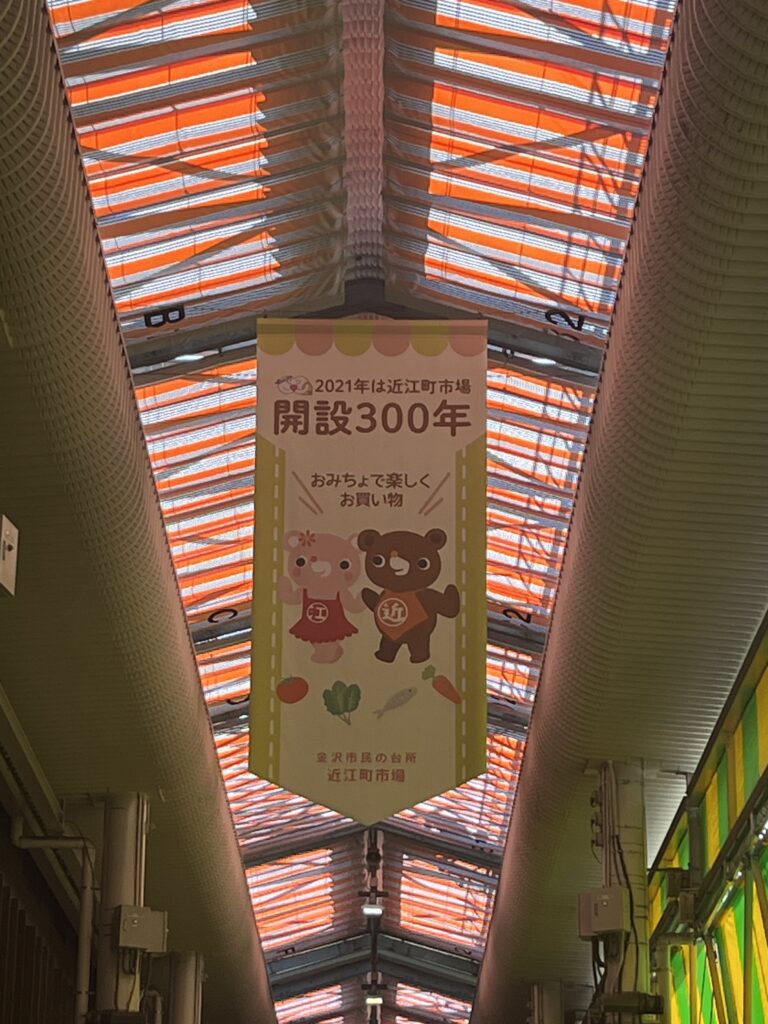 B
2
2021年は近江町市場
開設300年
おみちょで楽しく
お買い物
江
近
C
2
金沢市民の台所
近江町市場